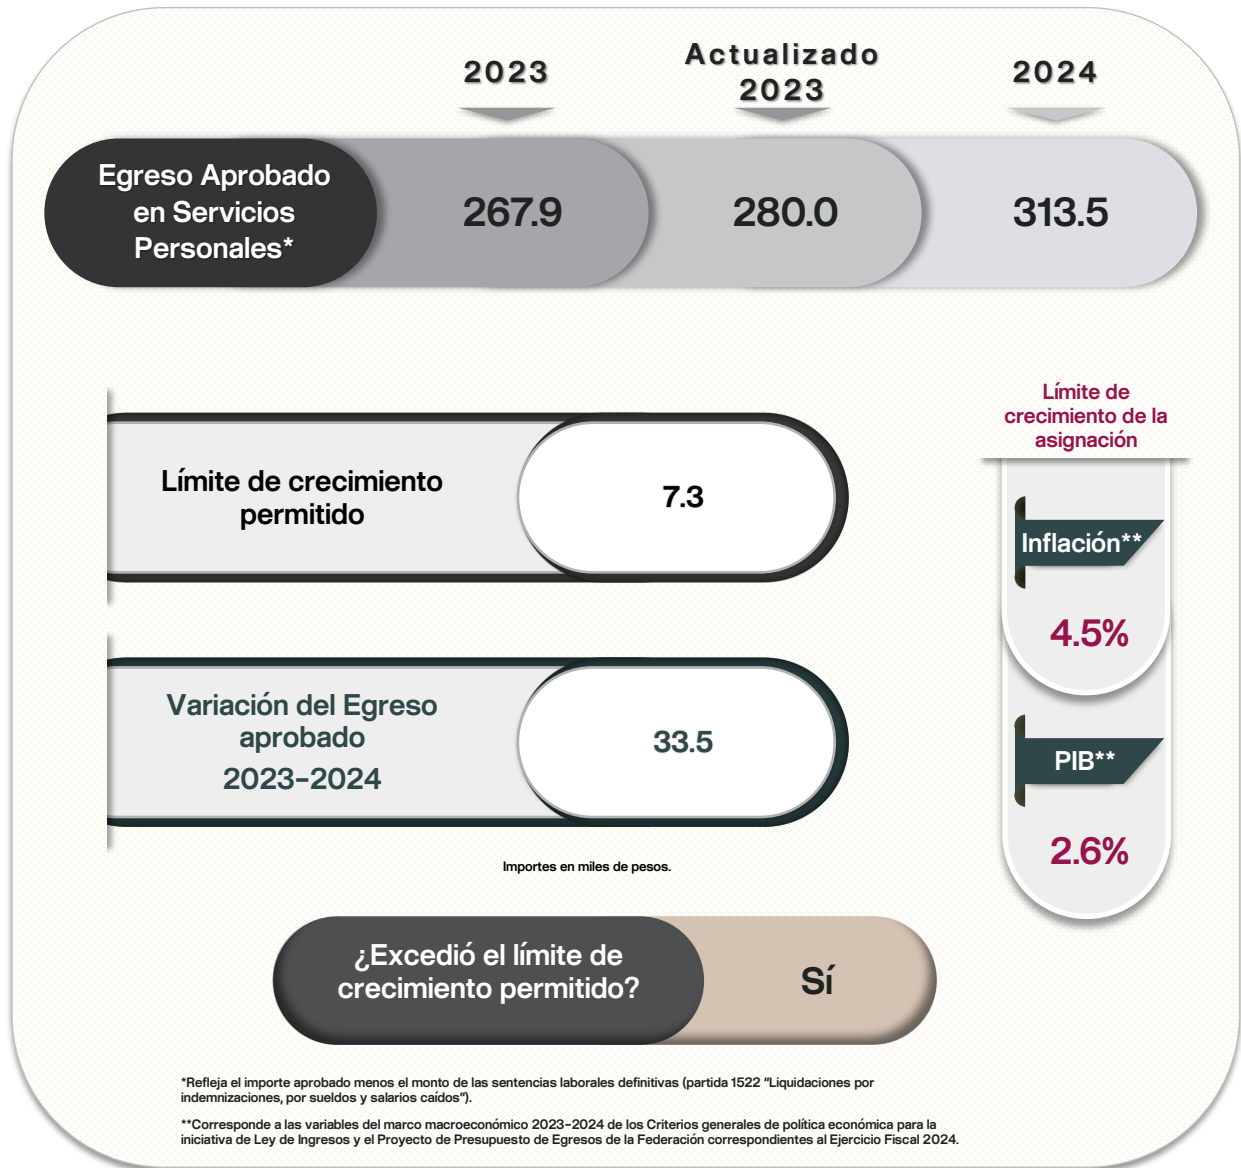 2023
Actualizado
2023
2024
Egreso Aprobado
en Servicios
Personales*
267.9
280.0
313.5
Límite de crecimiento
permitido
7.3
Variación del Egreso
aprobado
2023-2024
33.5
Importes en miles de pesos.
Límite de
crecimiento de la
asignación
Inflación**
4.5%
PIB**
2.6%
¿Excedió el límite de
crecimiento permitido?
Sí
*Refleja el importe aprobado menos el monto de las sentencias laborales definitivas (partida 1522 "Liquidaciones por
indemnizaciones, por sueldos y salarios caídos").
**Corresponde a las variables del marco macroeconómico 2023-2024 de los Criterios generales de política económica para la
iniciativa de Ley de Ingresos y el Proyecto de Presupuesto de Egresos de la Federación correspondientes al Ejercicio Fiscal 2024.